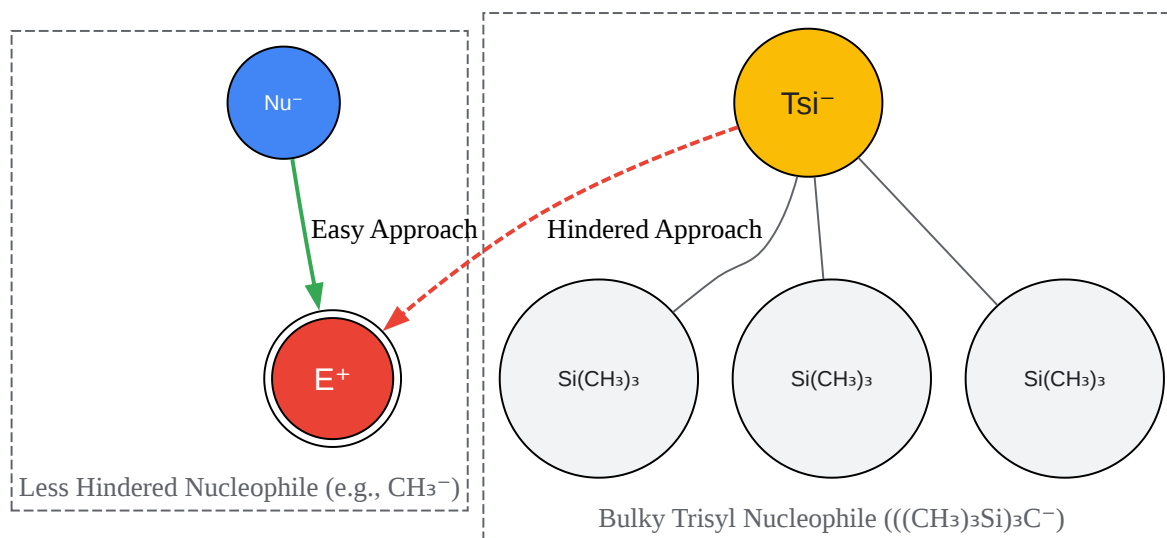 Nu⁻
Easy Approach
E⁺
Less Hindered Nucleophile (e.g., CH₃⁻)
Tsi⁻
Hindered Approach
Si(CH₃)₃
Si(CH₃)₃
Si(CH₃)₃
Bulky Trisyl Nucleophile (((CH₃)₃Si)₃C⁻)